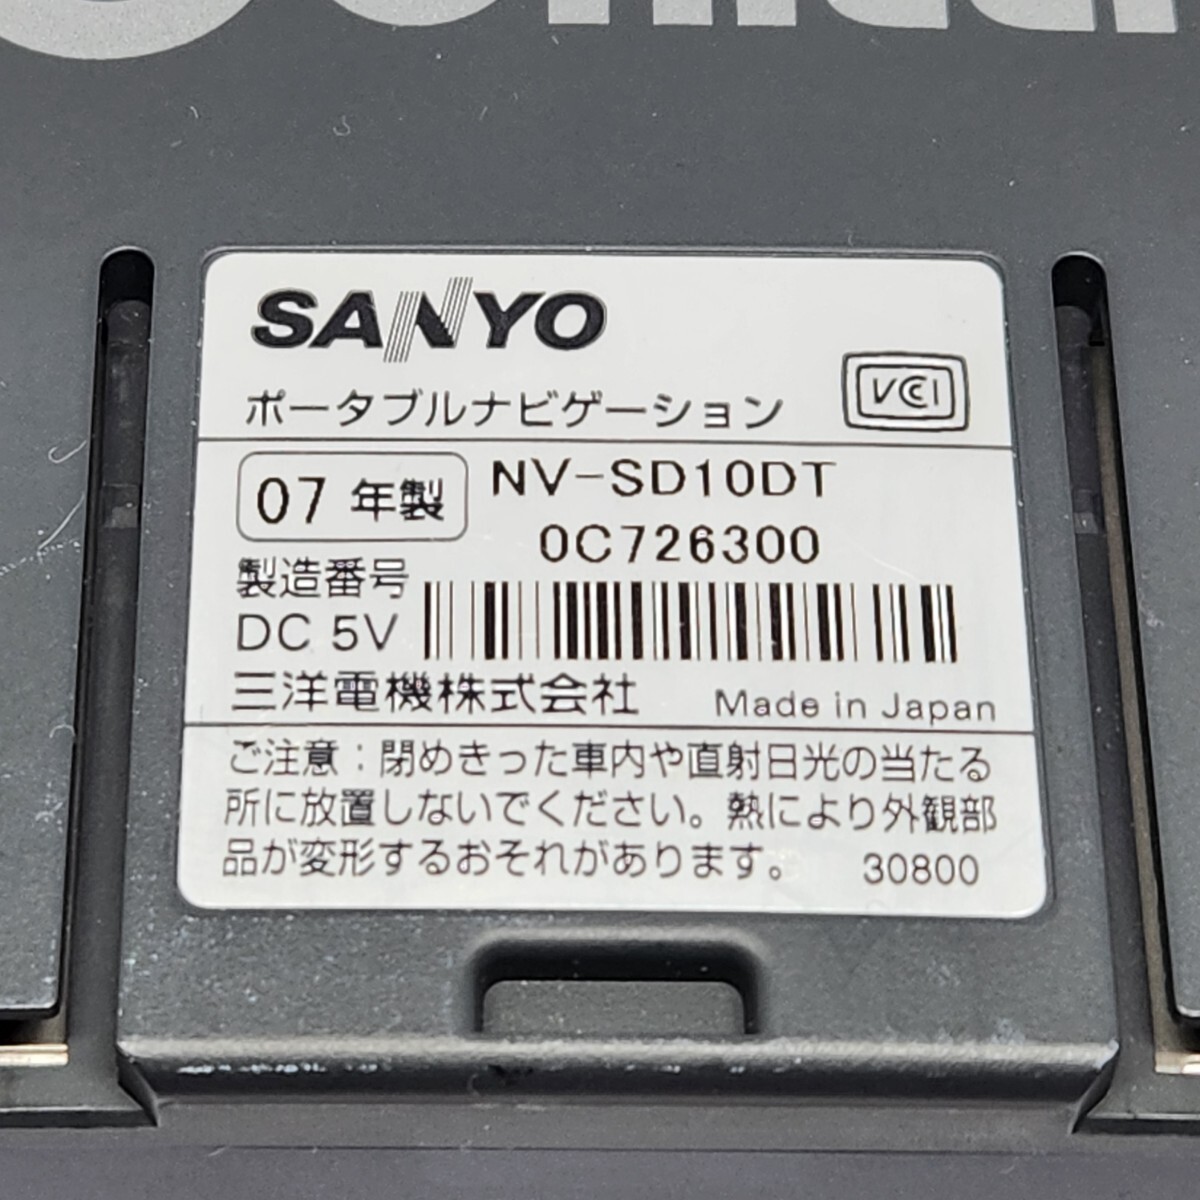 SANYO
ポータブルナビゲーション
VCCI
07 年製 NV-SD10DT
0C726300
製造番号
DC 5V
三洋電機株式会社 Made in Japan
ご注意：閉めきった車内や直射日光の当たる
所に放置しないでください。熱により外観部
品が変形するおそれがあります。 30800